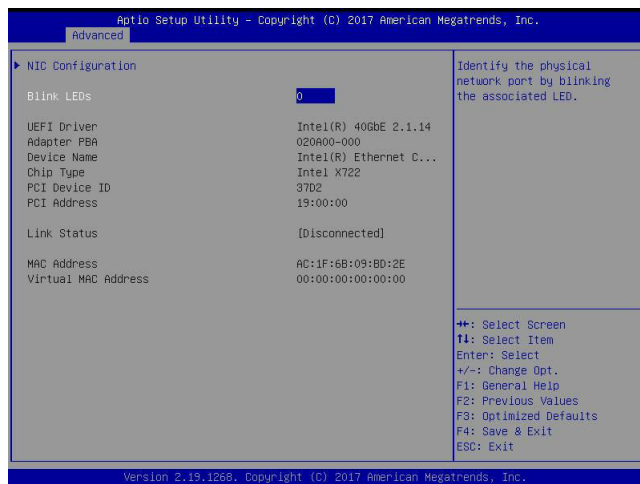 Aptio Setup Utility – Copyright (C) 2017 American Megatrends, Inc.
Advanced
NIC Configuration
Blink LEDs 0
UEFI Driver Intel(R) 40GbE 2.1.14
Adapter PBA 020A00-000
Device Name Intel(R) Ethernet C...
Chip Type Intel X722
PCI Device ID 37D2
PCI Address 19:00:00
Link Status [Disconnected]
MAC Address AC:1F:6B:09:BD:2E
Virtual MAC Address 00:00:00:00:00:00
Identify the physical
network port by blinking
the associated LED.
→←: Select Screen
↑↓: Select Item
Enter: Select
+/-: Change Opt.
F1: General Help
F2: Previous Values
F3: Optimized Defaults
F4: Save & Exit
ESC: Exit
Version 2.19.1268. Copyright (C) 2017 American Megatrends, Inc.